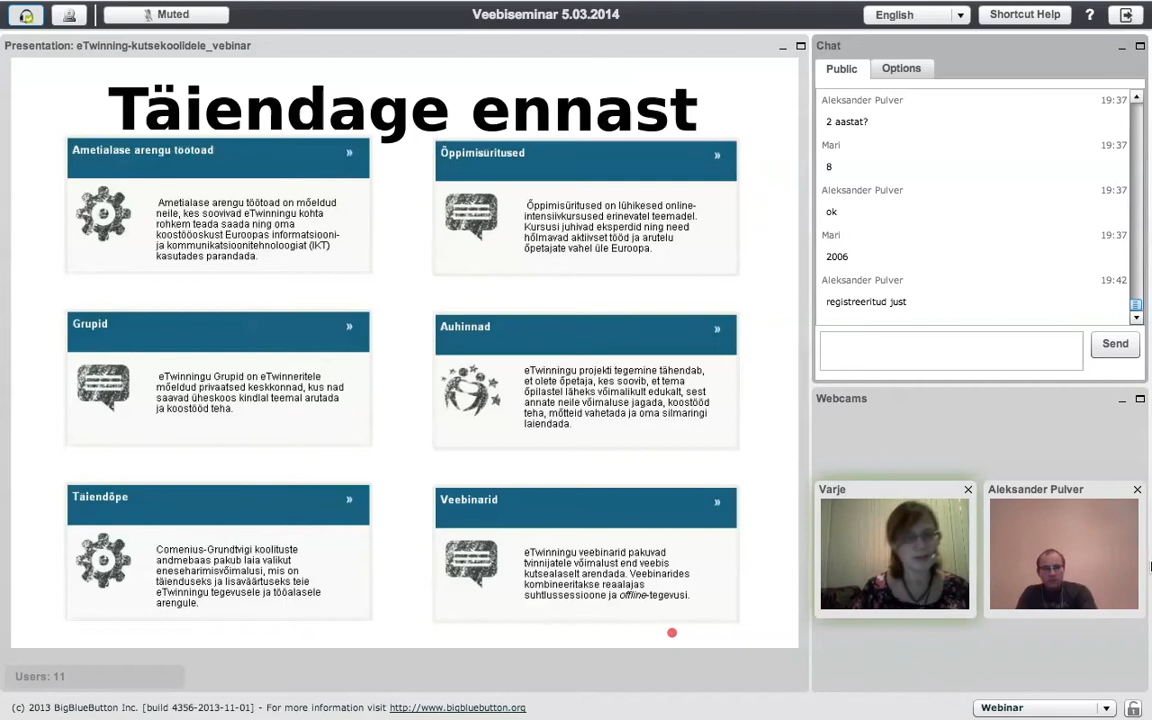 Muted
Veebiseminar 5.03.2014
English
Shortcut Help
?
Presentation: eTwinning-kutsekoolidele_vebinar
Täiendage ennast
Ametialase arengu töötoad »
Ametialase arengu töötoad on mõeldud
neile, kes soovivad eTwinningu kohta
rohkem teada saada ning oma
koostööoskust Euroopas informatsiooni-
ja kommunikatsioonitehnoloogiat (IKT)
kasutades parandada.
Õppimisüritused »
Õppimisüritused on lühikesed online-
intensiivkursused erinevatel teemadel.
Kursusi juhivad eksperdid ning need
hõlmavad aktiivset tööd ja arutelu
õpetajate vahel üle Euroopa.
Grupid »
eTwinningu Grupid on eTwinneritele
mõeldud privaatsed keskkonnad, kus nad
saavad üheskoos kindlal teemal arutada
ja koostööd teha.
Auhinnad »
eTwinningu projekti tegemine tähendab,
et olete õpetaja, kes soovib, et tema
õpilastel läheks võimalikult edukalt, sest
annate neile võimaluse jagada, koostööd
teha, mõtteid vahetada ja oma silmaringi
laiendada.
Täiendõpe »
Comenius-Grundtvigi koolituste
andmebaas pakub laia valikut
eneseharimisvõimalusi, mis on
täienduseks ja lisaväärtuseks teie
eTwinningu tegevusele ja tööalasele
arengule.
Veebinarid »
eTwinningu veebinarid pakuvad
tvinnijatele võimalust end veebis
kutsealaselt arendada. Veebinarides
kombineeritakse reaalajas
suhtlussessioone ja offline-tegevusi.
Users: 11
Chat
Public
Options
Aleksander Pulver 19:37
2 aastat?
Mari 19:37
8
Aleksander Pulver 19:37
ok
Mari 19:37
2006
Aleksander Pulver 19:42
registreeritud just
Send
Webcams
Varje
Aleksander Pulver
(c) 2013 BigBlueButton Inc. [build 4356-2013-11-01] - For more information visit http://www.bigbluebutton.org
Webinar